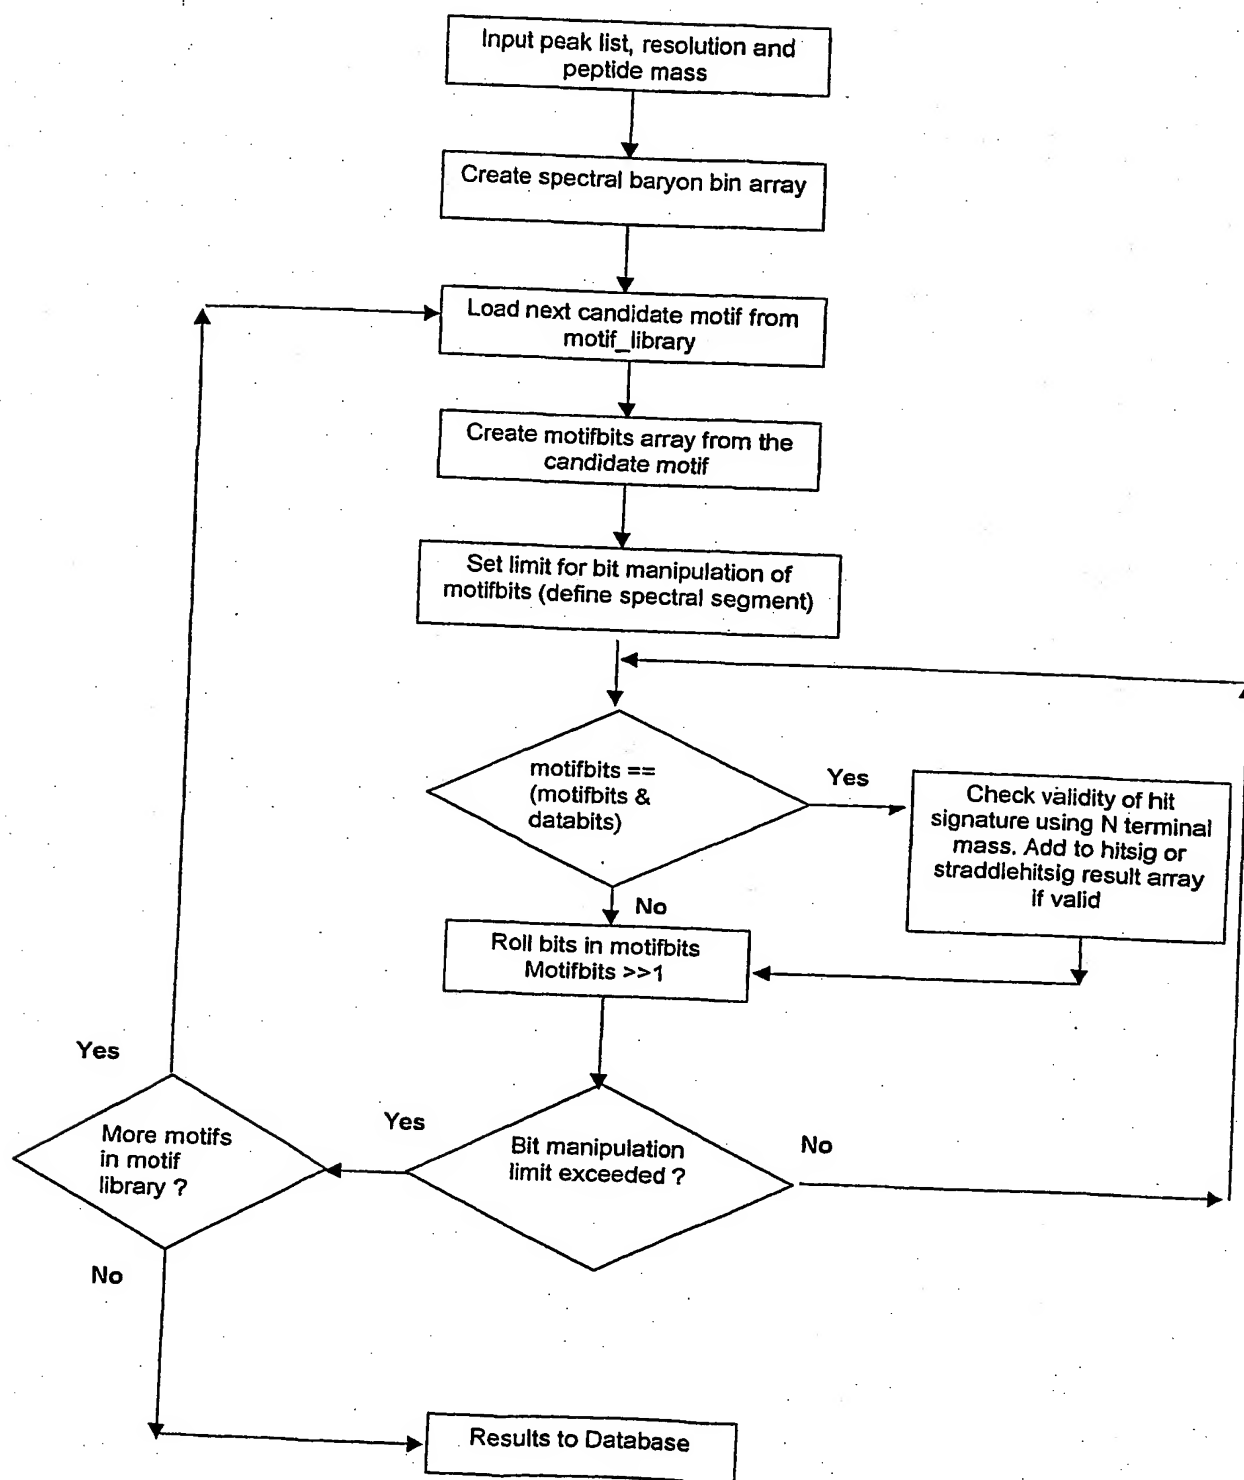 Input peak list, resolution and
peptide mass
Create spectral baryon bin array
Load next candidate motif from
motif_library
Create motifbits array from the
candidate motif
Set limit for bit manipulation of
motifbits (define spectral segment)
motifbits ==
(motifbits &
databits)
Yes
Check validity of hit
signature using N terminal
mass. Add to hitsig or
straddlehitsig result array
if valid
No
Roll bits in motifbits
Motifbits >>1
Yes
More motifs
in motif
library ?
Yes
Bit manipulation
limit exceeded ?
No
No
Results to Database